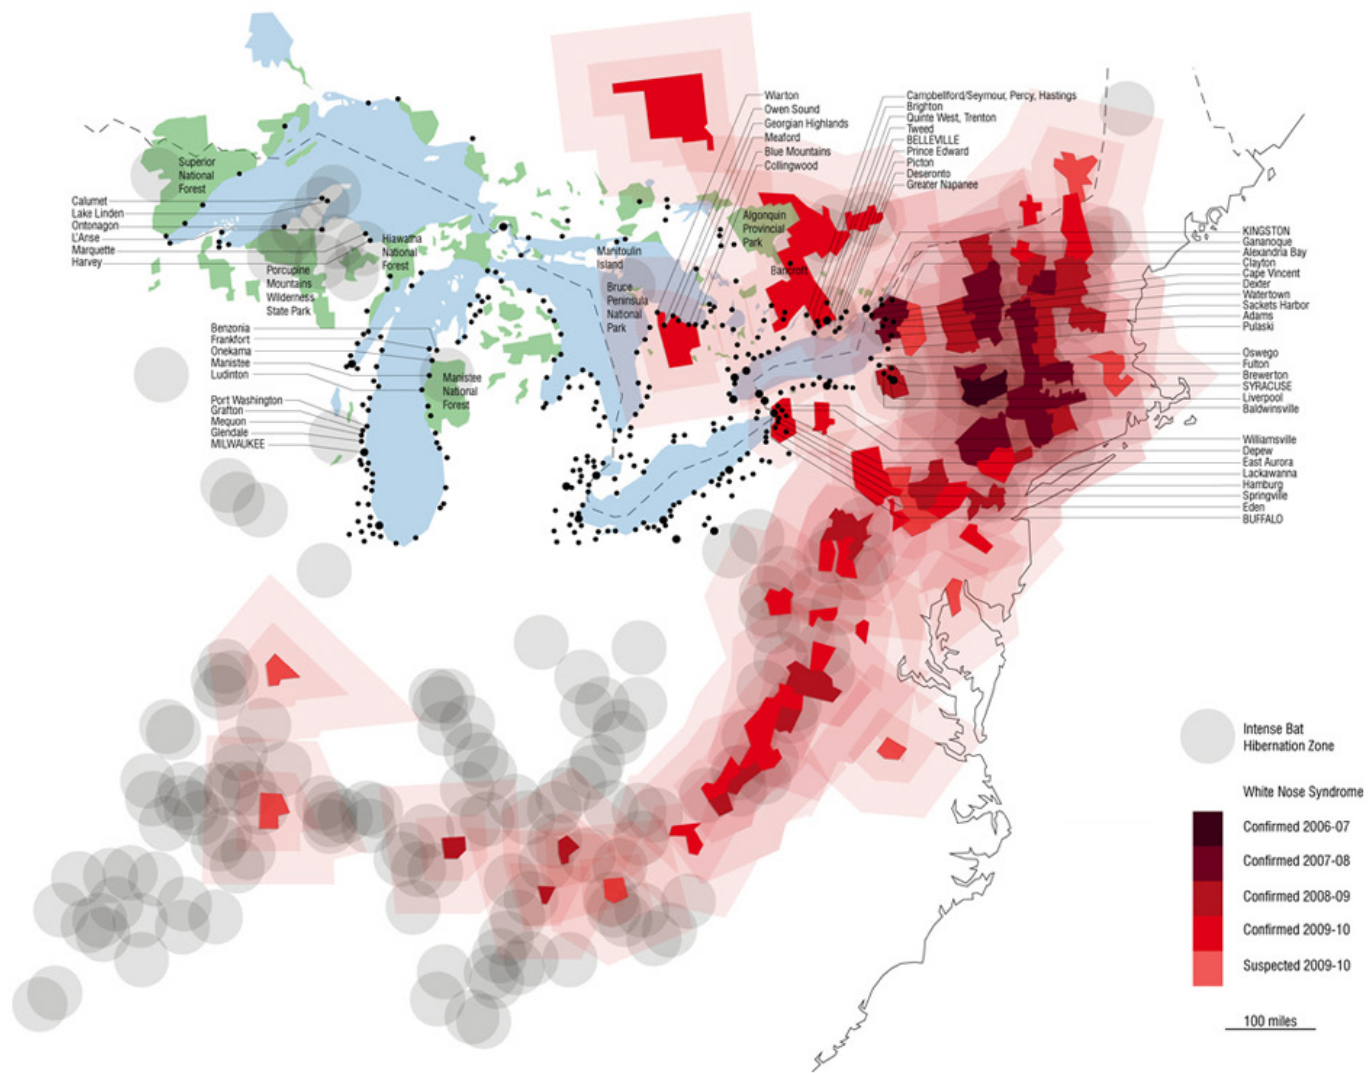 Wiarton
Owen Sound
Georgian Highlands
Meaford
Blue Mountains
Collingwood
Campbellford/Seymour, Percy, Hastings
Brighton
Quinte West, Trenton
Tweed
BELLEVILLE
Prince Edward
Picton
Deseronto
Greater Napanee
Superior
National
Forest
Calumet
Lake Linden
Ontonagon
L'Anse
Marquette
Harvey
Hiawatha
National
Forest
Porcupine
Mountains
Wilderness
State Park
Manitoulin
Island
Bruce
Peninsula
National
Park
Algonquin
Provincial
Park
Bancroft
KINGSTON
Gananoque
Alexandria Bay
Clayton
Cape Vincent
Dexter
Watertown
Sackets Harbor
Adams
Pulaski
Benzonia
Frankfort
Onekama
Manistee
Ludinton
Manistee
National
Forest
Oswego
Fulton
Brewerton
SYRACUSE
Liverpool
Baldwinsville
Port Washington
Grafton
Mequon
Glendale
MILWAUKEE
Williamsville
Depew
East Aurora
Lackawanna
Hamburg
Springville
Eden
BUFFALO
Intense Bat
Hibernation Zone
White Nose Syndrome
Confirmed 2006-07
Confirmed 2007-08
Confirmed 2008-09
Confirmed 2009-10
Suspected 2009-10
100 miles